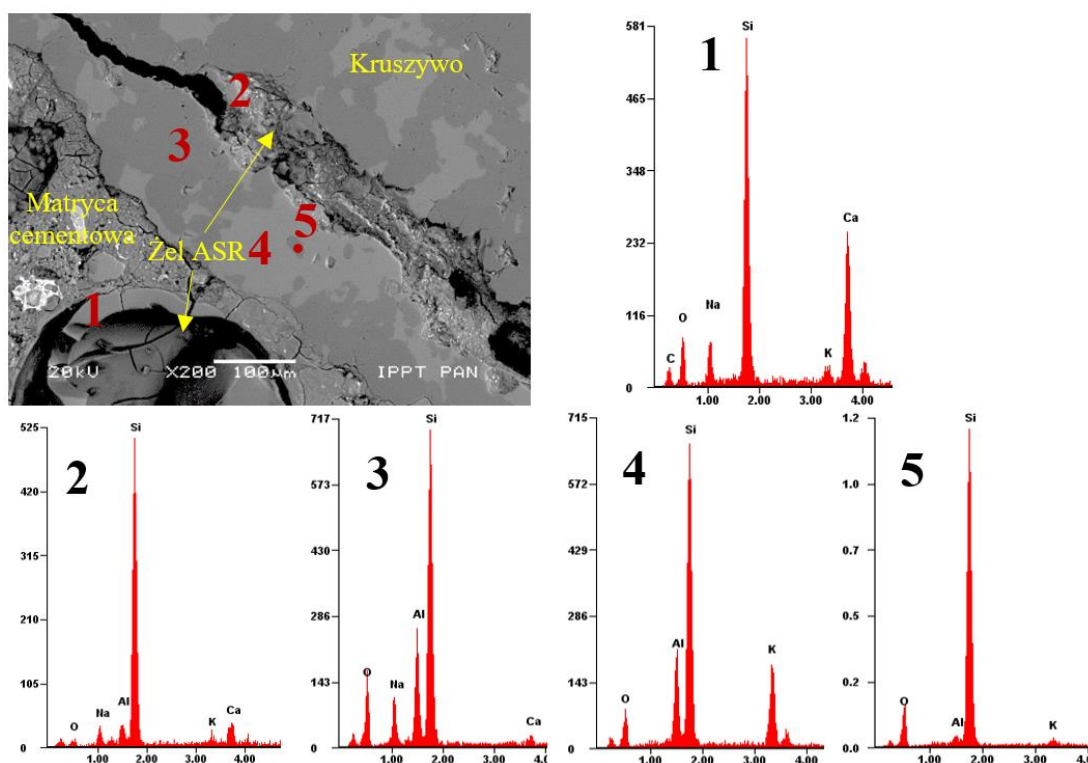 Kruszywo
2
3
Matryca
cementowa
5
4
Żel ASR
1
20kV X200 100µm IPPT PAN
1
581
465
348
232
116
0
Si
Ca
O
Na
C
K
1.00 2.00 3.00 4.00
2
525
420
315
210
105
0
Si
O
Na
Al
K
Ca
1.00 2.00 3.00 4.00
3
717
573
430
286
143
0
Si
Al
O
Na
Ca
1.00 2.00 3.00 4.0
4
715
572
429
286
143
0
Si
Al
O
K
1.00 2.00 3.00 4.00
5
1.2
1.0
0.7
0.5
0.2
0.0
Si
O
Al
K
1.00 2.00 3.00 4.00